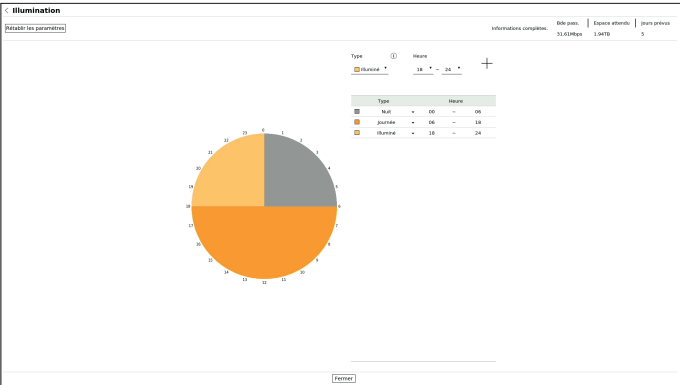 < Illumination
Rétablir les paramètres
Informations complètes.
Bde pass. Espace attendu Jours prévus
31.61Mbps 1.94TB 5
Type Heure
Illuminé 18 ~ 24
Type Heure
Nuit 00 ~ 06
Journée 06 ~ 18
Illuminé 18 ~ 24
0
1
2
3
4
5
6
7
8
9
10
11
12
13
14
15
16
17
18
19
20
21
22
23
Fermer